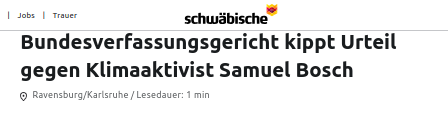 Jobs Trauer
schwäbische
Bundesverfassungsgericht kippt Urteil
gegen Klimaaktivist Samuel Bosch
Ravensburg/Karlsruhe / Lesedauer: 1 min